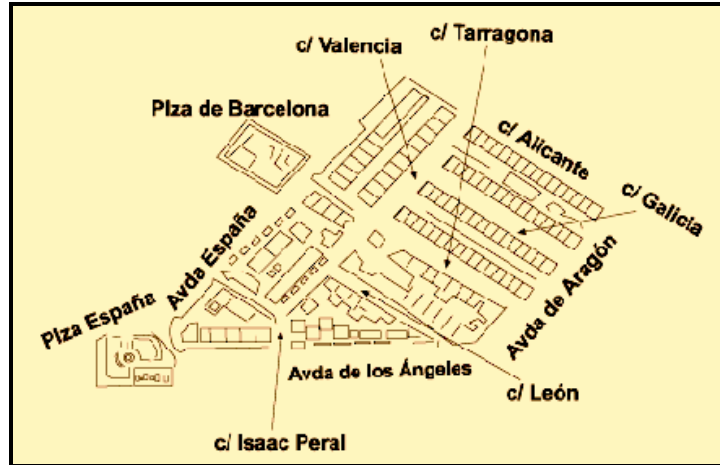 c/ Tarragona
c/ Valencia
Plza de Barcelona
c/ Alicante
c/ Galicia
Avda España
Avda de Aragón
Plza España
Avda de los Ángeles
c/ León
c/ Isaac Peral